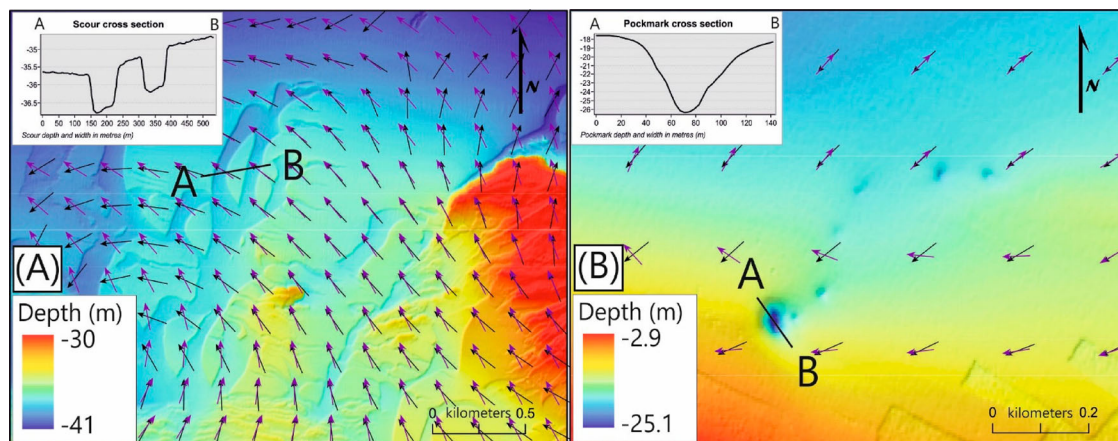 Scour cross section
A
B
-35
-35.5
-36
-36.5
0 50 100 150 200 250 300 350 400 450 500
Scour depth and width in metres (m)
N
A
B
(A)
Depth (m)
-30
-41
0 kilometers 0.5
Pockmark cross section
A
B
-18
-19
-20
-21
-22
-23
-24
-25
-26
0 20 40 60 80 100 120 140
Pockmark depth and width in metres (m)
N
(B)
A
B
Depth (m)
-2.9
-25.1
0 kilometers 0.2